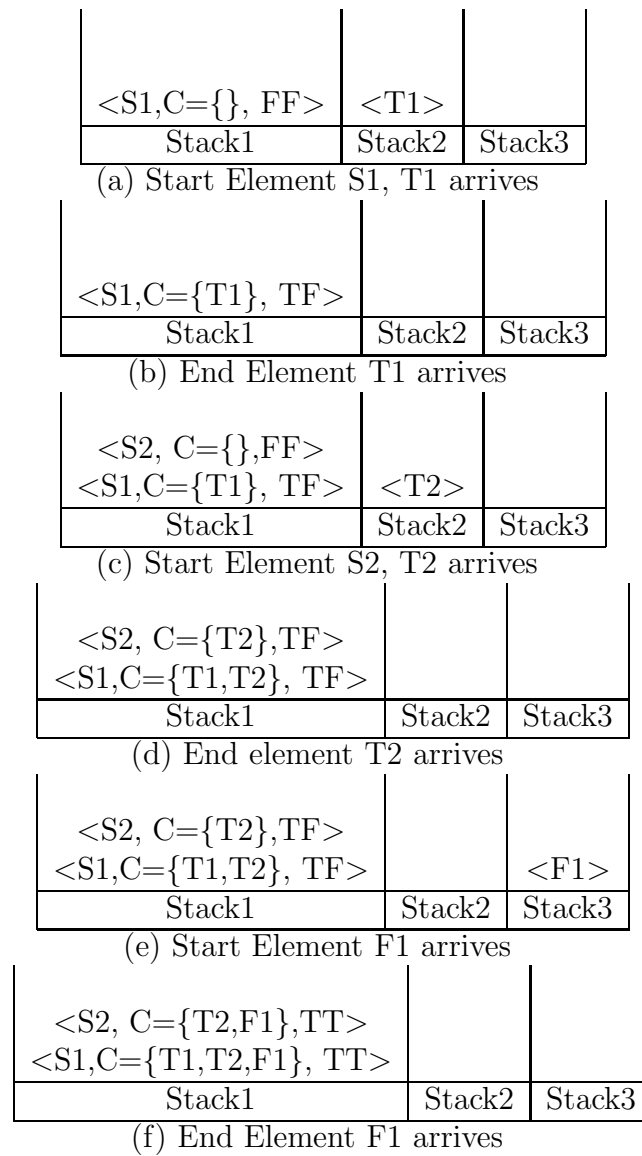 <S1,C={}, FF> <T1>
Stack1 Stack2 Stack3
(a) Start Element S1, T1 arrives
<S1,C={T1}, TF>
Stack1 Stack2 Stack3
(b) End Element T1 arrives
<S2, C={},FF>
<S1,C={T1}, TF> <T2>
Stack1 Stack2 Stack3
(c) Start Element S2, T2 arrives
<S2, C={T2},TF>
<S1,C={T1,T2}, TF>
Stack1 Stack2 Stack3
(d) End element T2 arrives
<S2, C={T2},TF>
<S1,C={T1,T2}, TF> <F1>
Stack1 Stack2 Stack3
(e) Start Element F1 arrives
<S2, C={T2,F1},TT>
<S1,C={T1,T2,F1}, TT>
Stack1 Stack2 Stack3
(f) End Element F1 arrives